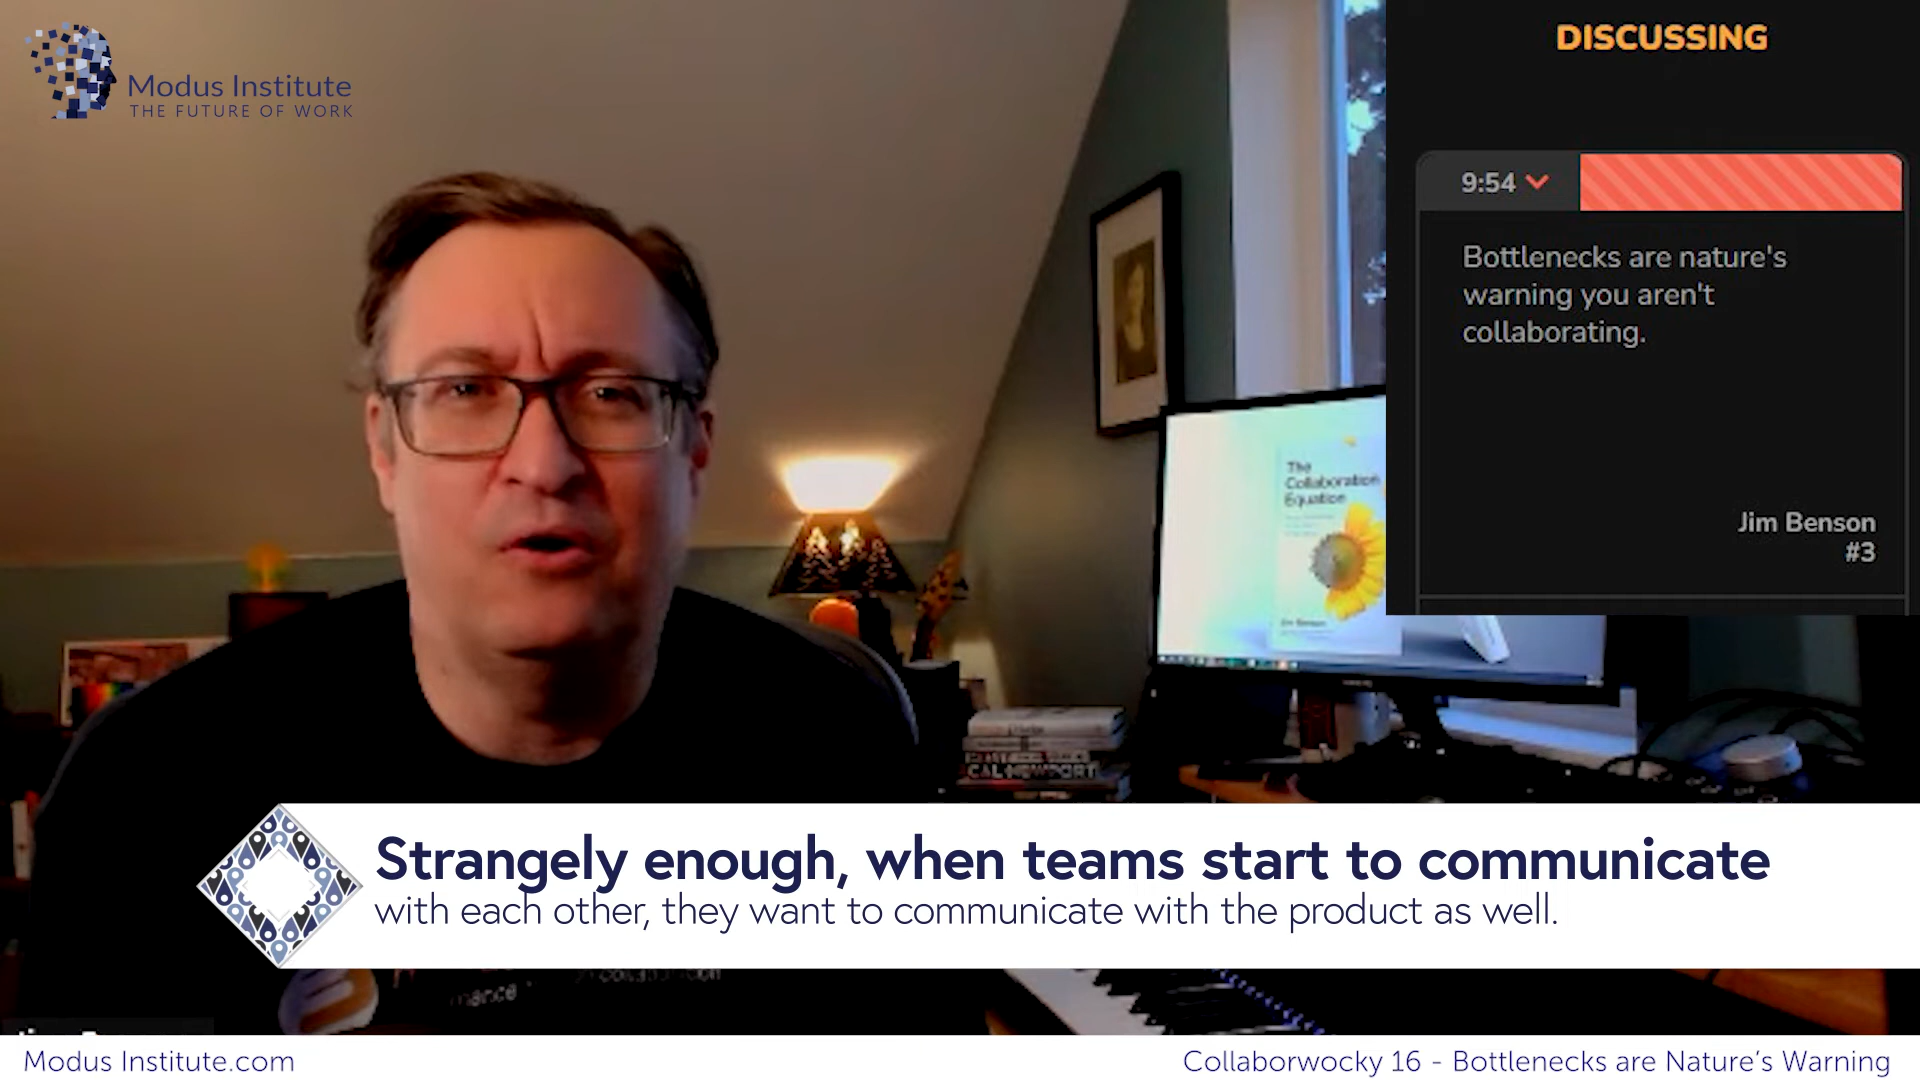 Modus Institute
THE FUTURE OF WORK
DISCUSSING
9:54
Bottlenecks are nature's
warning you aren't
collaborating.
Jim Benson
#3
The
Collaboration
Equation
CAL NEWPORT
Strangely enough, when teams start to communicate
with each other, they want to communicate with the product as well.
Modus Institute.com
Collaborwocky 16 - Bottlenecks are Nature's Warning